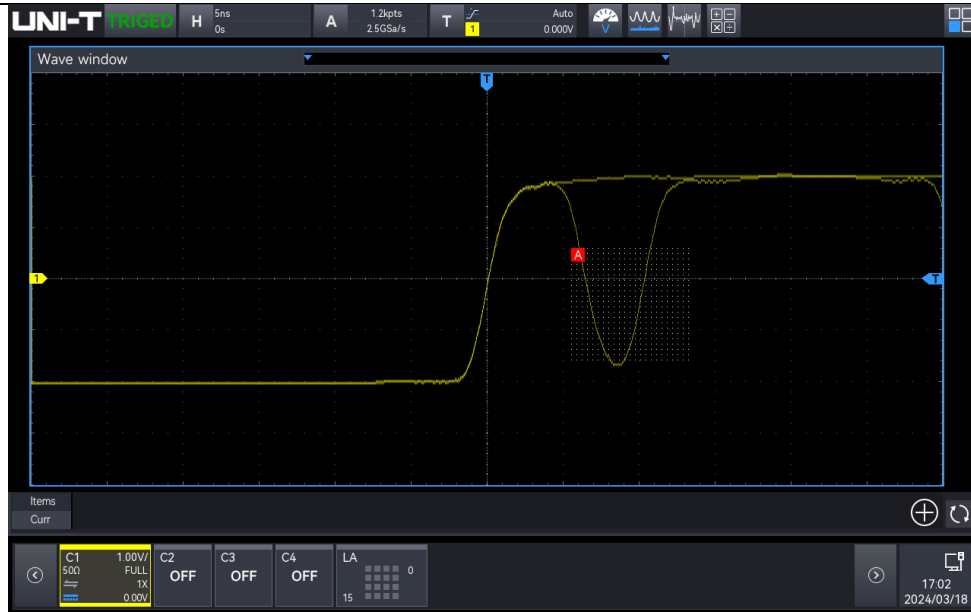 UNI-T TRIGED H 5ns 0s A 1.2kpts 2.5GSa/s T 1 Auto 0.000V
Wave window
T
A
1 T
Items
Curr
C1 1.00V/ C2 C3 C4 LA
50Ω FULL OFF OFF OFF 0
1X
0.00V 15
17:02
2024/03/18